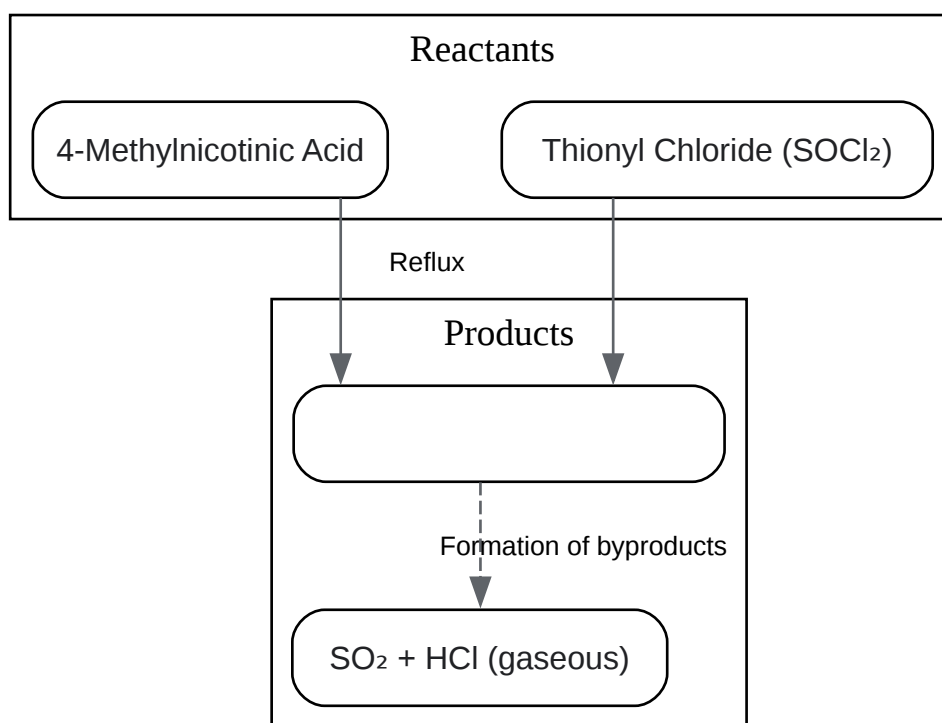 Reactants
4-Methylnicotinic Acid
Thionyl Chloride (SOCl₂)
Reflux
Products
Formation of byproducts
SO₂ + HCl (gaseous)